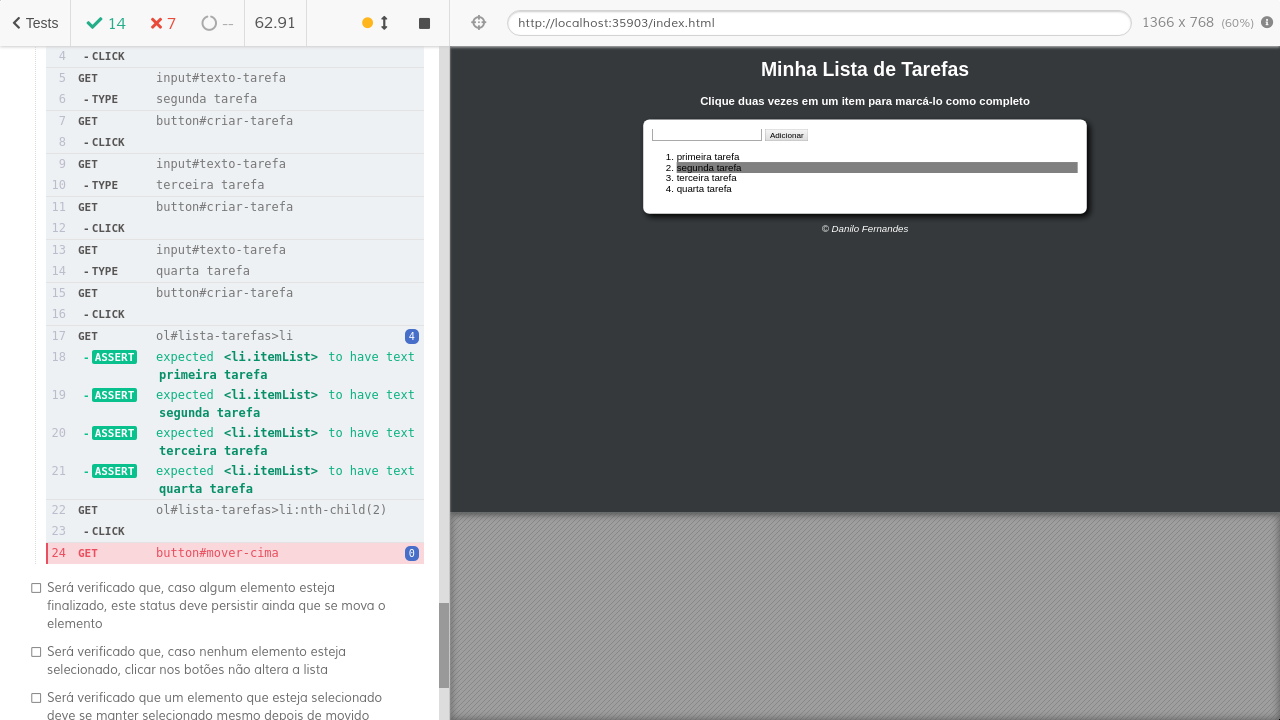 Tests 14 7 -- 62.91 http://localhost:35903/index.html 1366 x 768 (60%)
4 - CLICK
5 GET input#texto-tarefa
6 - TYPE segunda tarefa
7 GET button#criar-tarefa
8 - CLICK
9 GET input#texto-tarefa
10 - TYPE terceira tarefa
11 GET button#criar-tarefa
12 - CLICK
13 GET input#texto-tarefa
14 - TYPE quarta tarefa
15 GET button#criar-tarefa
16 - CLICK
17 GET ol#lista-tarefas>li 4
18 - ASSERT expected <li.itemList> to have text
primeira tarefa
19 - ASSERT expected <li.itemList> to have text
segunda tarefa
20 - ASSERT expected <li.itemList> to have text
terceira tarefa
21 - ASSERT expected <li.itemList> to have text
quarta tarefa
22 GET ol#lista-tarefas>li:nth-child(2)
23 - CLICK
24 GET button#mover-cima 0
Será verificado que, caso algum elemento esteja
finalizado, este status deve persistir ainda que se mova o
elemento
Será verificado que, caso nenhum elemento esteja
selecionado, clicar nos botões não altera a lista
Será verificado que um elemento que esteja selecionado
deve se manter selecionado mesmo depois de movido
Minha Lista de Tarefas
Clique duas vezes em um item para marcá-lo como completo
Adicionar
1. primeira tarefa
2. segunda tarefa
3. terceira tarefa
4. quarta tarefa
© Danilo Fernandes